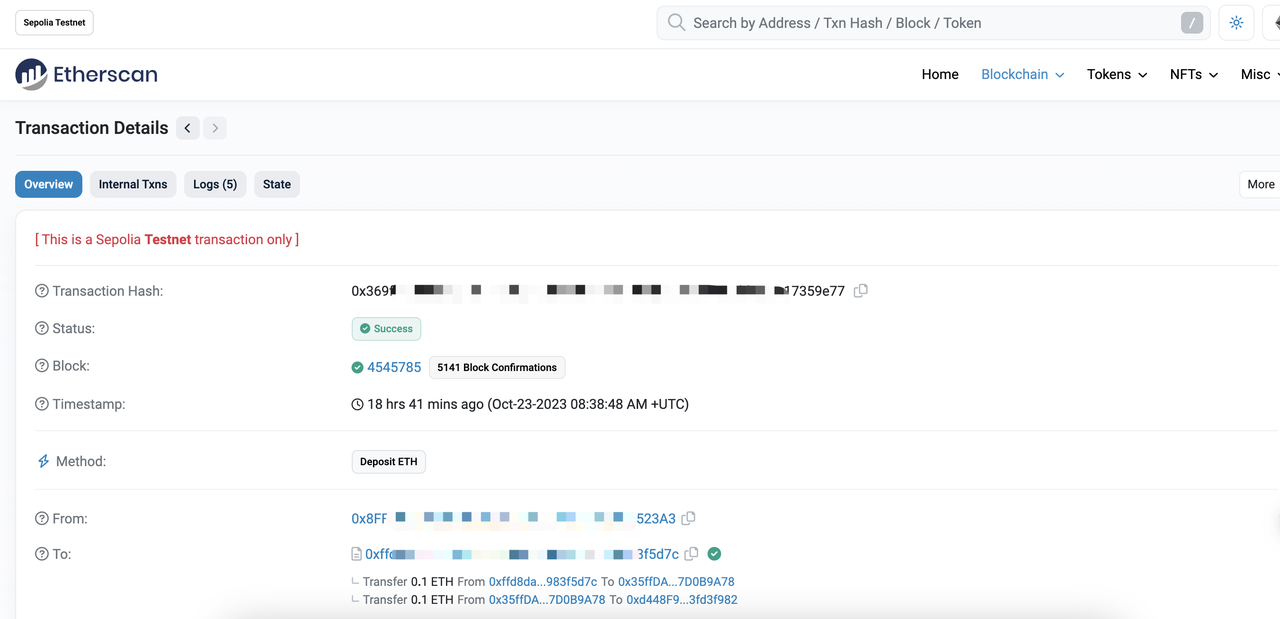 Sepolia Testnet
Search by Address / Txn Hash / Block / Token /
Etherscan
Home Blockchain Tokens NFTs Misc
Transaction Details
Overview Internal Txns Logs (5) State More
[ This is a Sepolia Testnet transaction only ]
Transaction Hash: 0x369 7359e77
Status: Success
Block: 4545785 5141 Block Confirmations
Timestamp: 18 hrs 41 mins ago (Oct-23-2023 08:38:48 AM +UTC)
Method: Deposit ETH
From: 0x8FF 523A3
To: 0xff 3f5d7c
Transfer 0.1 ETH From 0xffd8da...983f5d7c To 0x35ffDA...7D0B9A78
Transfer 0.1 ETH From 0x35ffDA...7D0B9A78 To 0xd448F9...3fd3f982